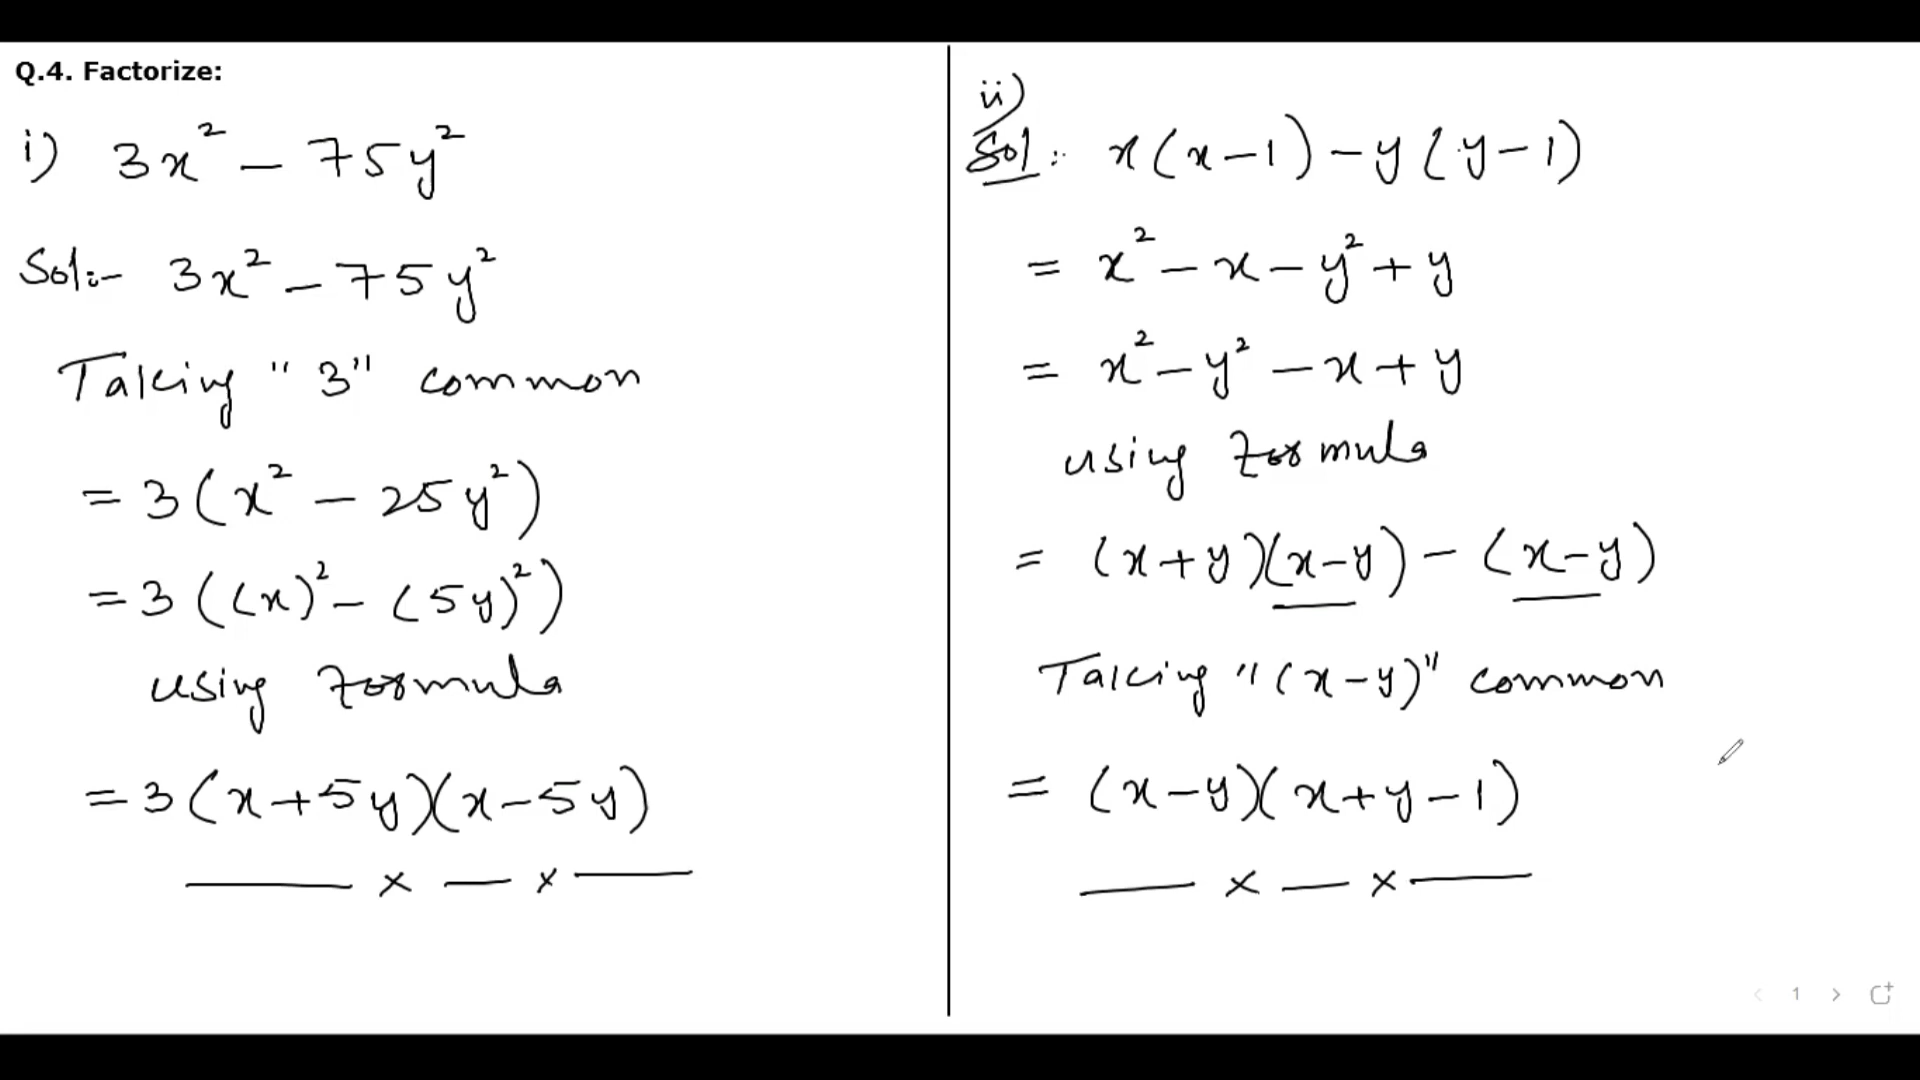 Q.4. Factorize:
i) 3x² - 75y²
Sol:- 3x² - 75y²
Taking "3" common
= 3(x² - 25y²)
= 3((x)² - (5y)²)
using formula
= 3(x+5y)(x-5y)
—— x — x ——
ii)
Sol:- x(x-1) - y(y-1)
= x² - x - y² + y
= x² - y² - x + y
using formula
= (x+y)(x-y) - (x-y)
Taking "(x-y)" common
= (x-y)(x+y-1)
—— x — x ——
1